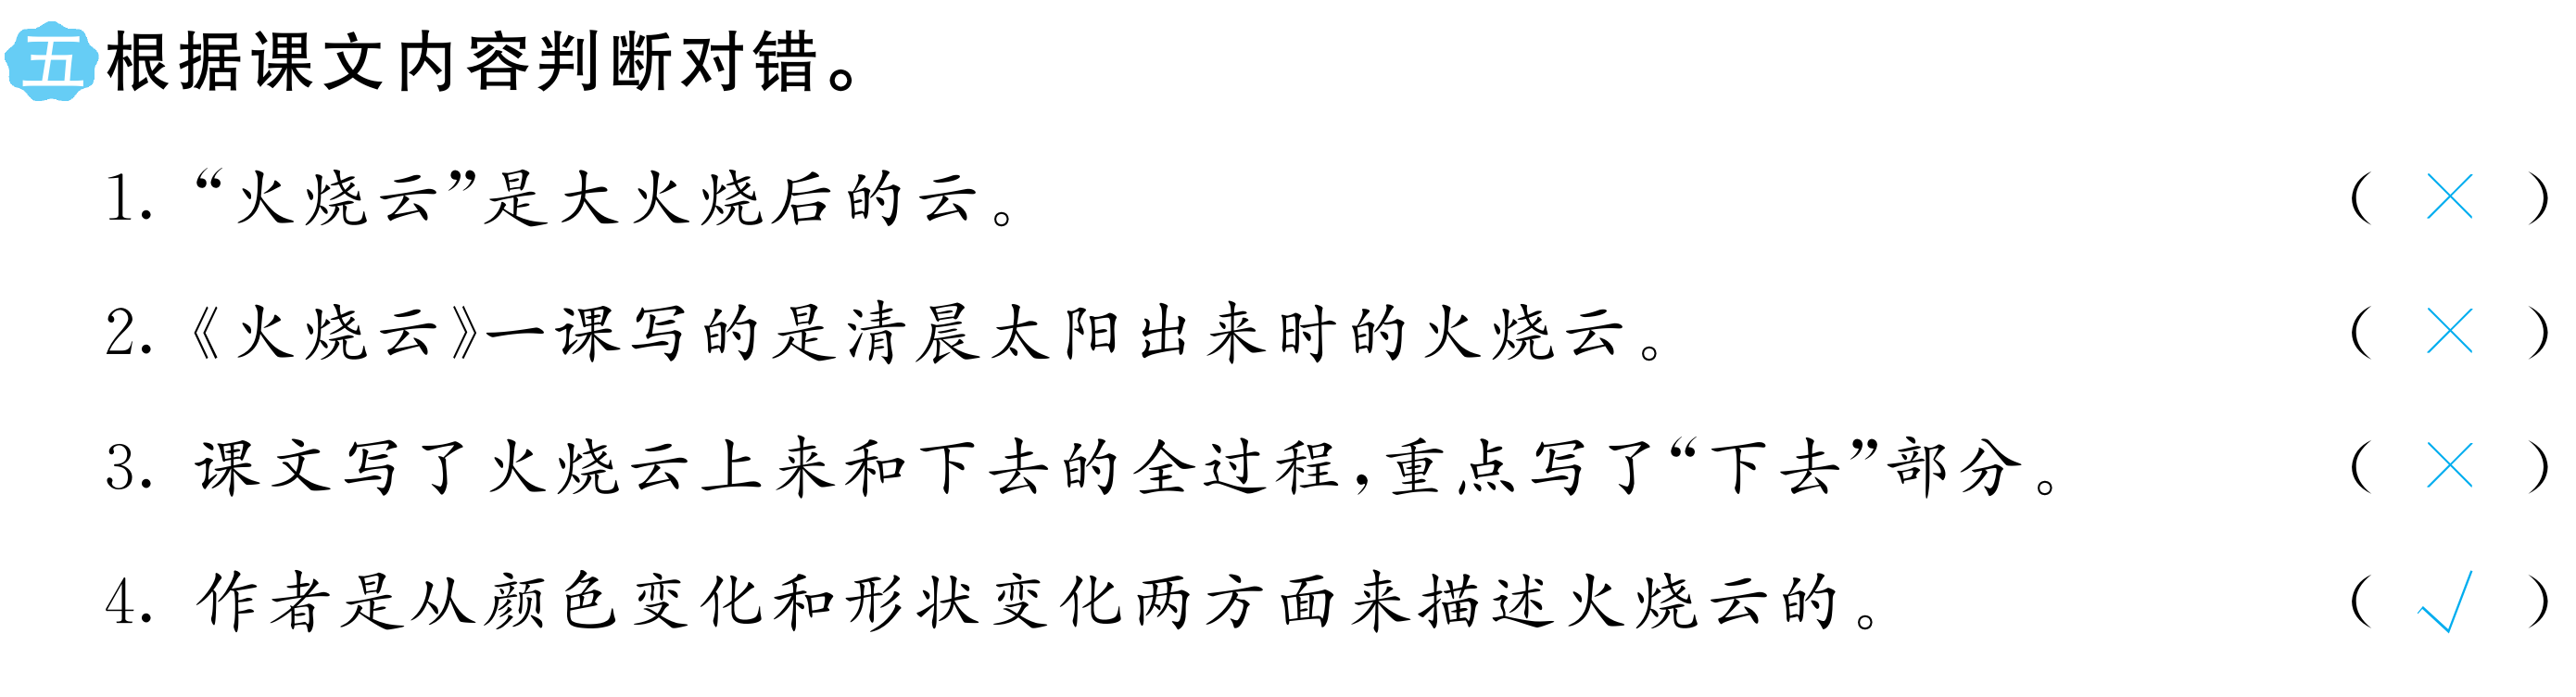 五 根据课文内容判断对错。
1. “火烧云”是大火烧后的云。 ( × )
2. 《火烧云》一课写的是清晨太阳出来时的火烧云。 ( × )
3. 课文写了火烧云上来和下去的全过程,重点写了“下去”部分。 ( × )
4. 作者是从颜色变化和形状变化两方面来描述火烧云的。 ( √ )